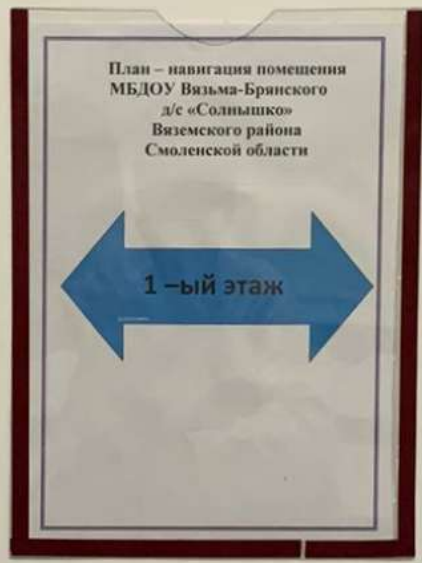 План – навигация помещения
МБДОУ Вязьма-Брянского
д/с «Солнышко»
Вяземского района
Смоленской области
1 –ый этаж